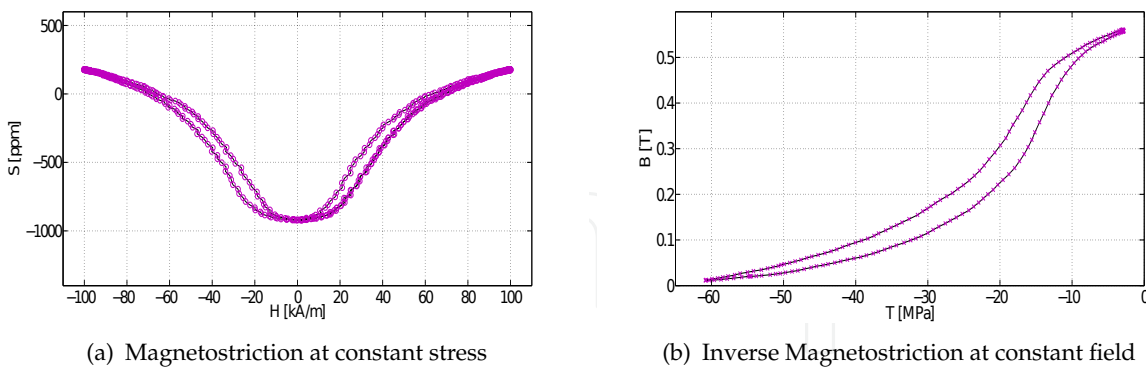 500
0
−500
−1000
S [ppm]
−100 −80 −60 −40 −20 0 20 40 60 80 100
H [kA/m]
(a) Magnetostriction at constant stress
0.5
0.4
0.3
0.2
0.1
0
B [T]
−60 −50 −40 −30 −20 −10 0
T [MPa]
(b) Inverse Magnetostriction at constant field